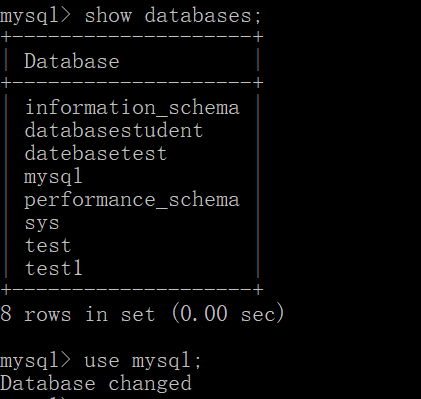 mysql> show databases;
+--------------------+
| Database           |
+--------------------+
| information_schema |
| databasestudent    |
| datebasetest       |
| mysql              |
| performance_schema |
| sys                |
| test               |
| test1              |
+--------------------+
8 rows in set (0.00 sec)
mysql> use mysql;
Database changed